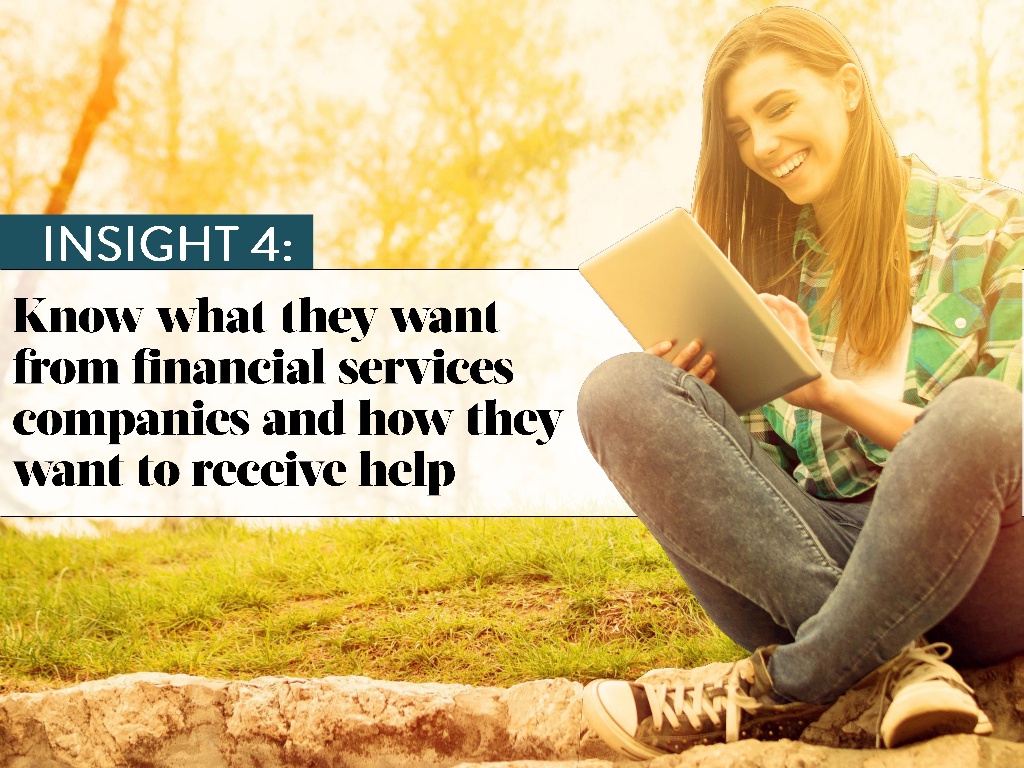 INSIGHT 4:
Know what they want
from financial services
companies and how they
want to receive help